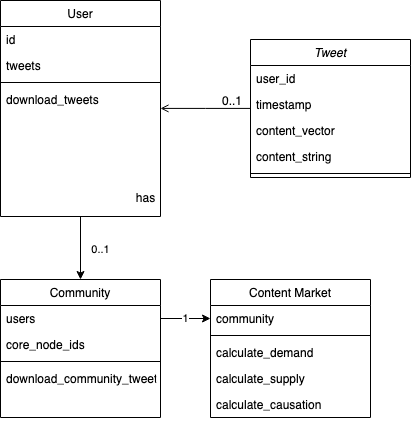 User
id
tweets
download_tweets
has
Tweet
user_id
timestamp
content_vector
content_string
0..1
0..1
Community
users
core_node_ids
download_community_tweet
1
Content Market
community
calculate_demand
calculate_supply
calculate_causation